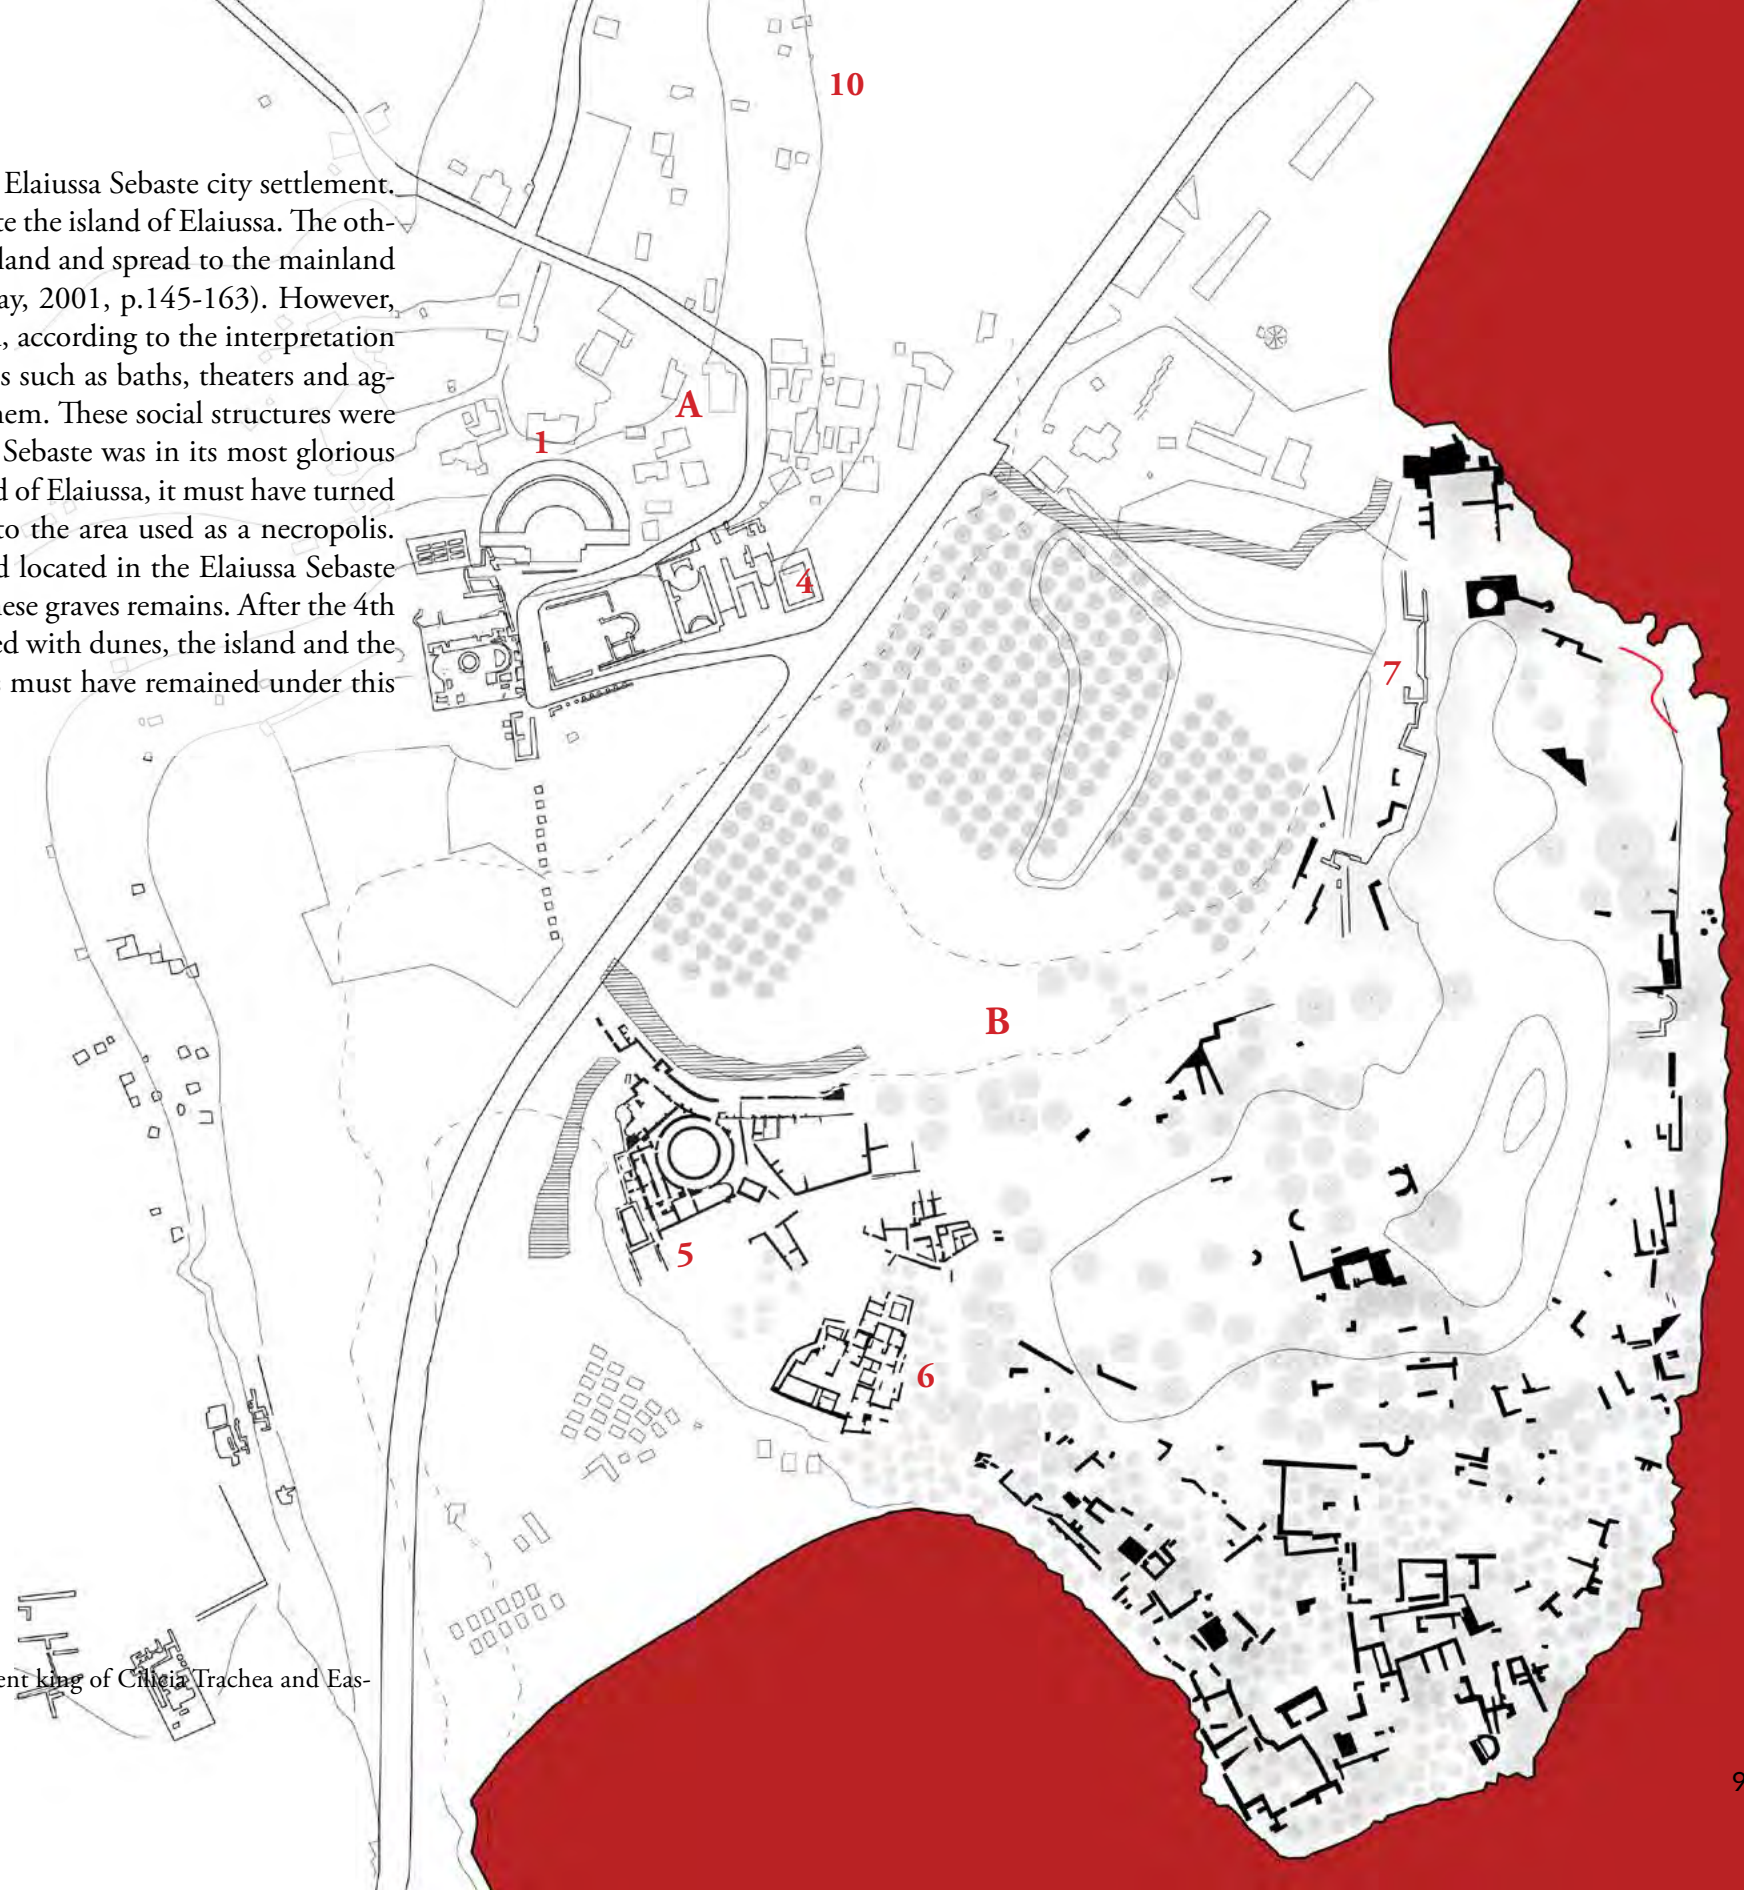 Elaiussa Sebaste city settlement.
te the island of Elaiussa. The oth-
land and spread to the mainland
ay, 2001, p.145-163). However,
, according to the interpretation
s such as baths, theaters and ag-
hem. These social structures were
Sebaste was in its most glorious
d of Elaiussa, it must have turned
to the area used as a necropolis.
d located in the Elaiussa Sebaste
hese graves remains. After the 4th
ed with dunes, the island and the
must have remained under this
ent king of Cilicia Trachea and Eas-
10
A
1
4
7
B
5
6
9